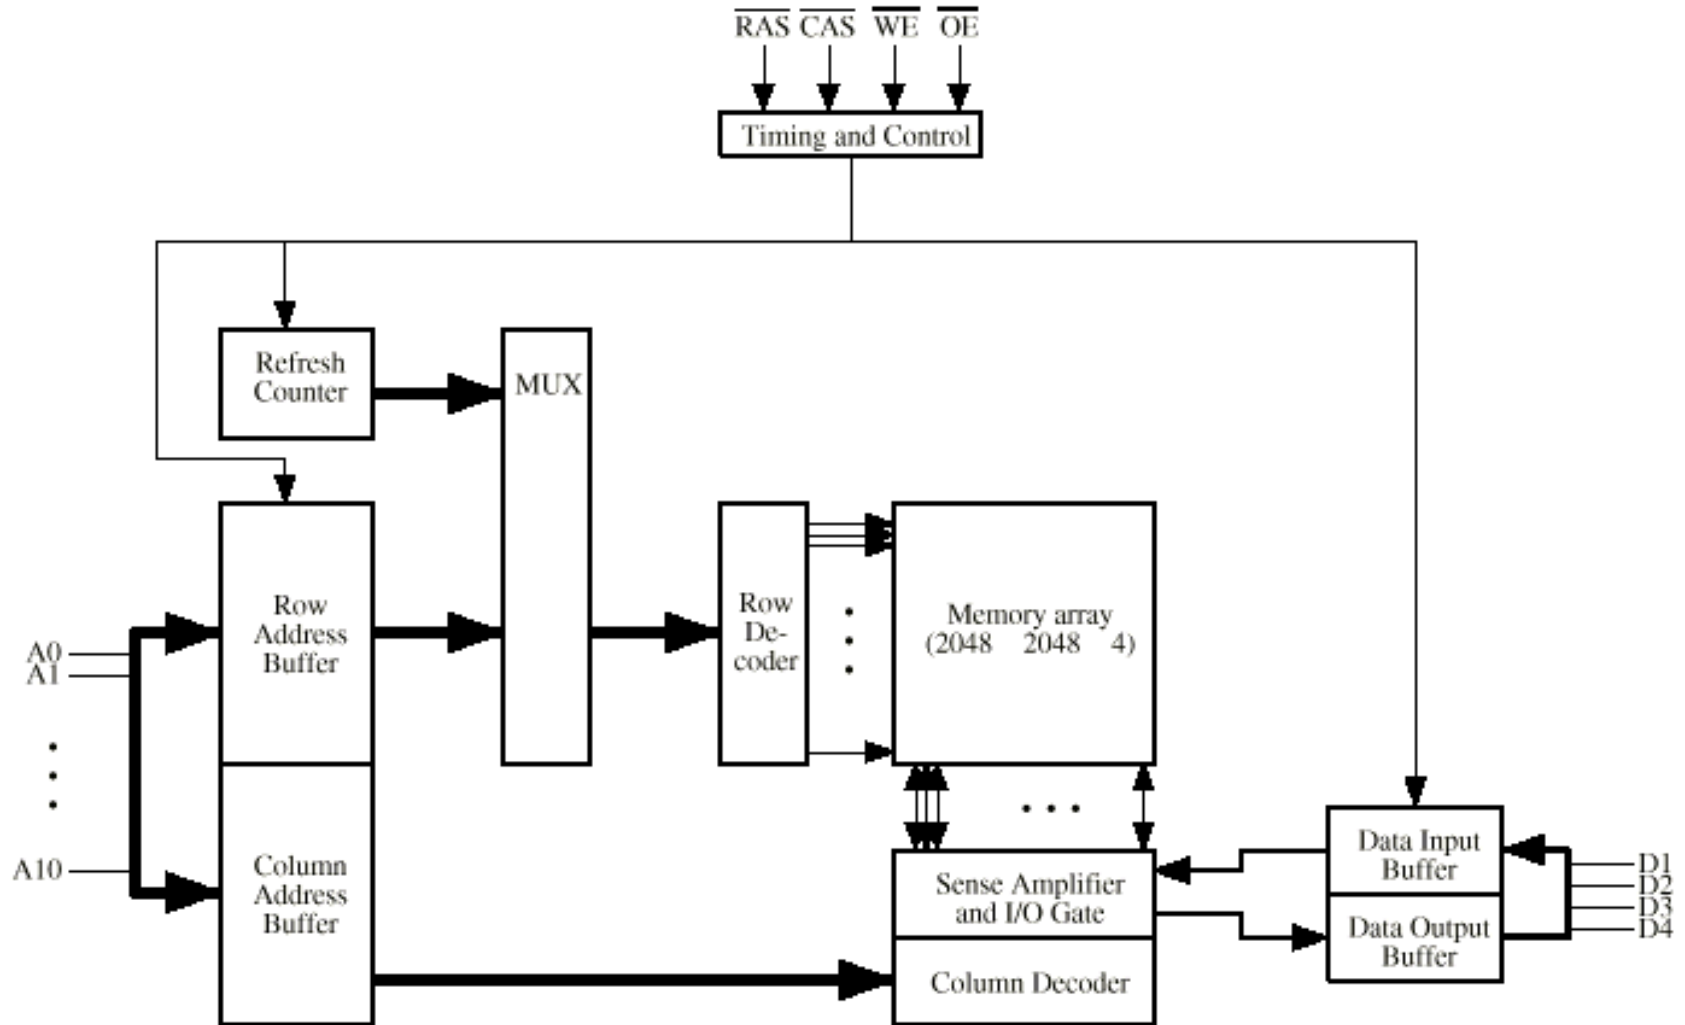 RAS CAS WE OE
Timing and Control
Refresh
Counter
MUX
Row
Address
Buffer
Row
De-
coder
Memory array
(2048 2048 4)
A0
A1
A10
Column
Address
Buffer
Sense Amplifier
and I/O Gate
Column Decoder
Data Input
Buffer
Data Output
Buffer
D1
D2
D3
D4